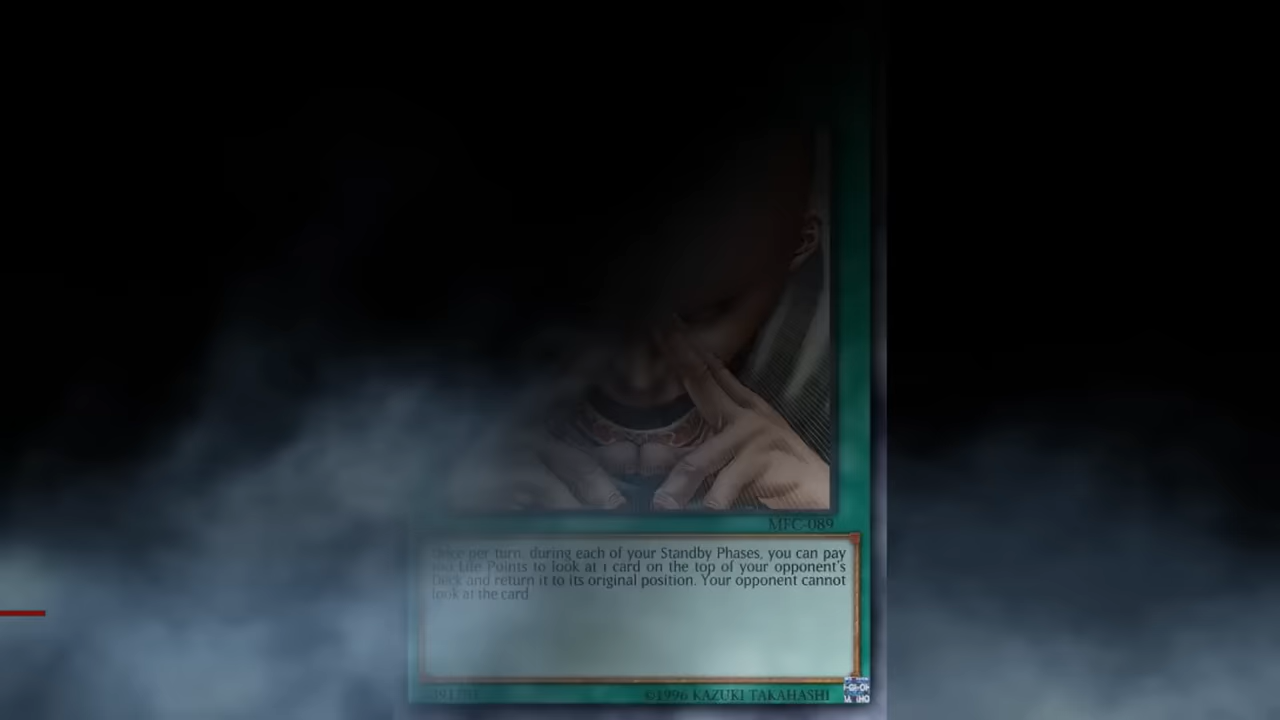 MFC-089
Once per turn, during each of your Standby Phases, you can pay
Life Points to look at 1 card on the top of your opponent's
Deck and return it to its original position. Your opponent cannot
look at the card
©1996 KAZUKI TAKAHASHI